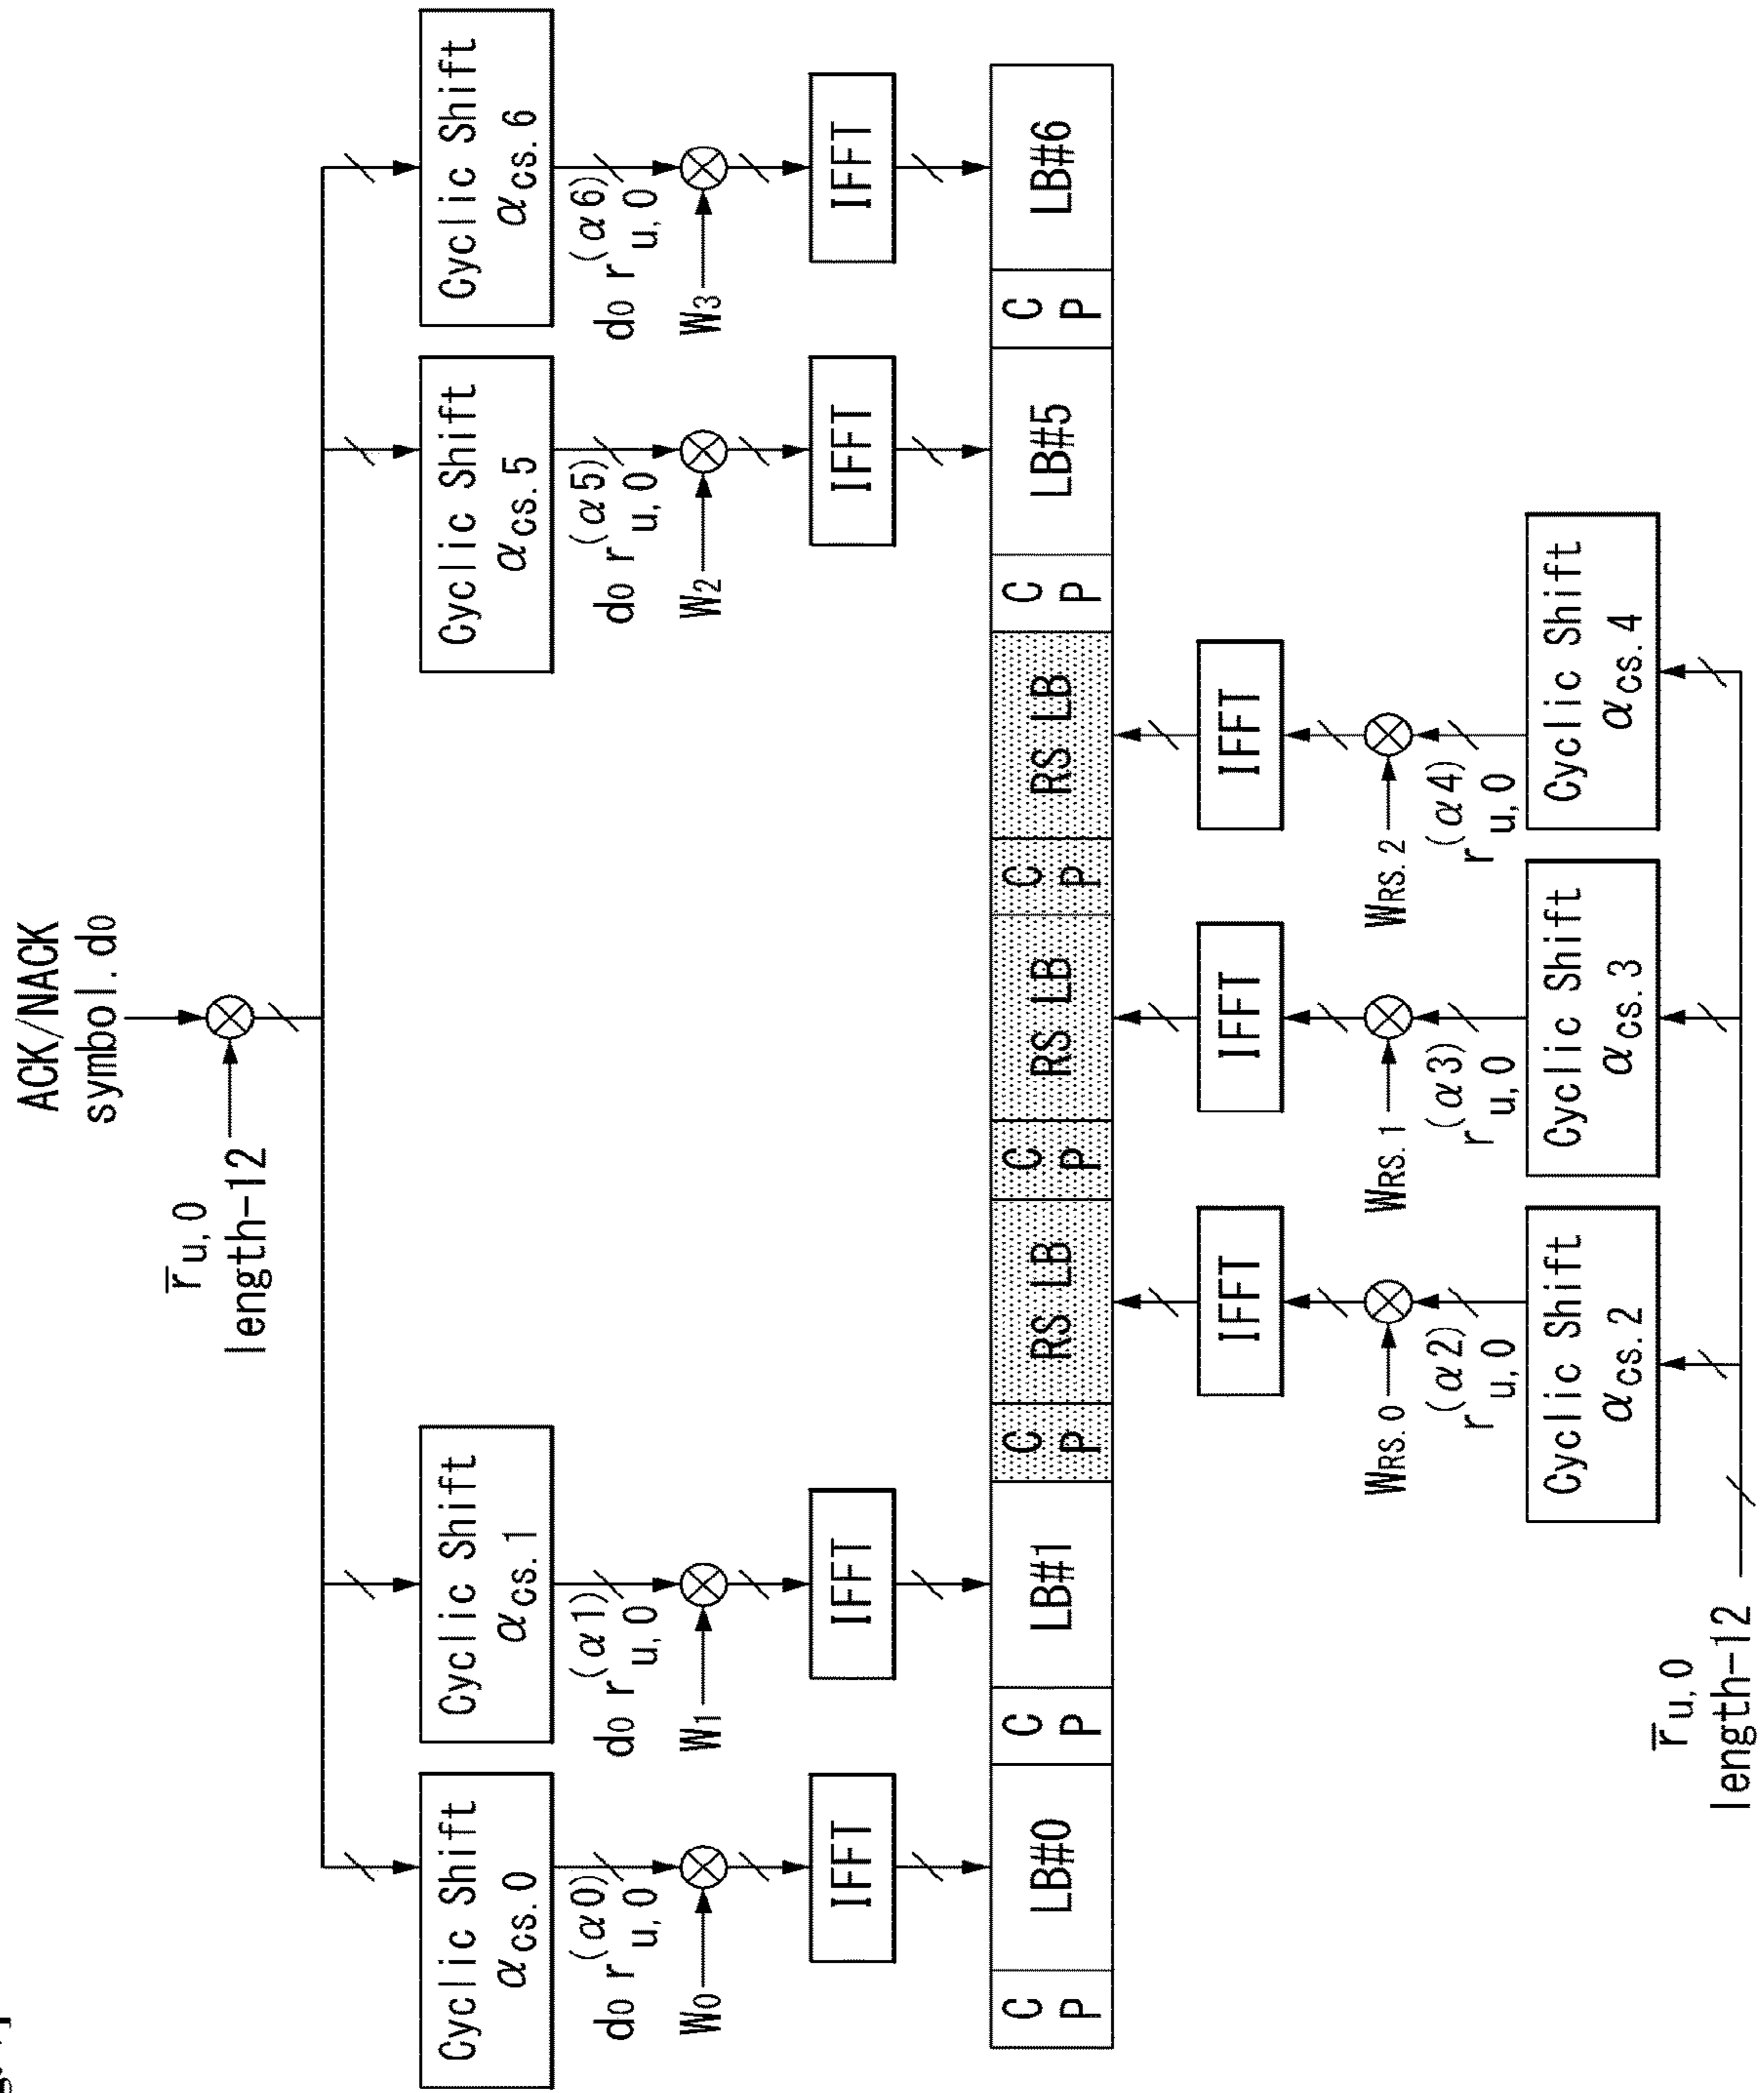 ACK/NACK
symbol. d0
r̅u,0
length-12
Cyclic Shift
αcs.0
Cyclic Shift
αcs.1
Cyclic Shift
αcs.5
Cyclic Shift
αcs.6
d0 r(α0)u,0
d0 r(α1)u,0
d0 r(α5)u,0
d0 r(α6)u,0
W0
W1
W2
W3
IFFT
IFFT
IFFT
IFFT
CP
LB#0
CP
LB#1
CP
RS LB
CP
RS LB
CP
RS LB
CP
LB#5
CP
LB#6
IFFT
IFFT
IFFT
WRS.0
WRS.1
WRS.2
r(α2)u,0
r(α3)u,0
r(α4)u,0
Cyclic Shift
αcs.2
Cyclic Shift
αcs.3
Cyclic Shift
αcs.4
r̅u,0
length-12